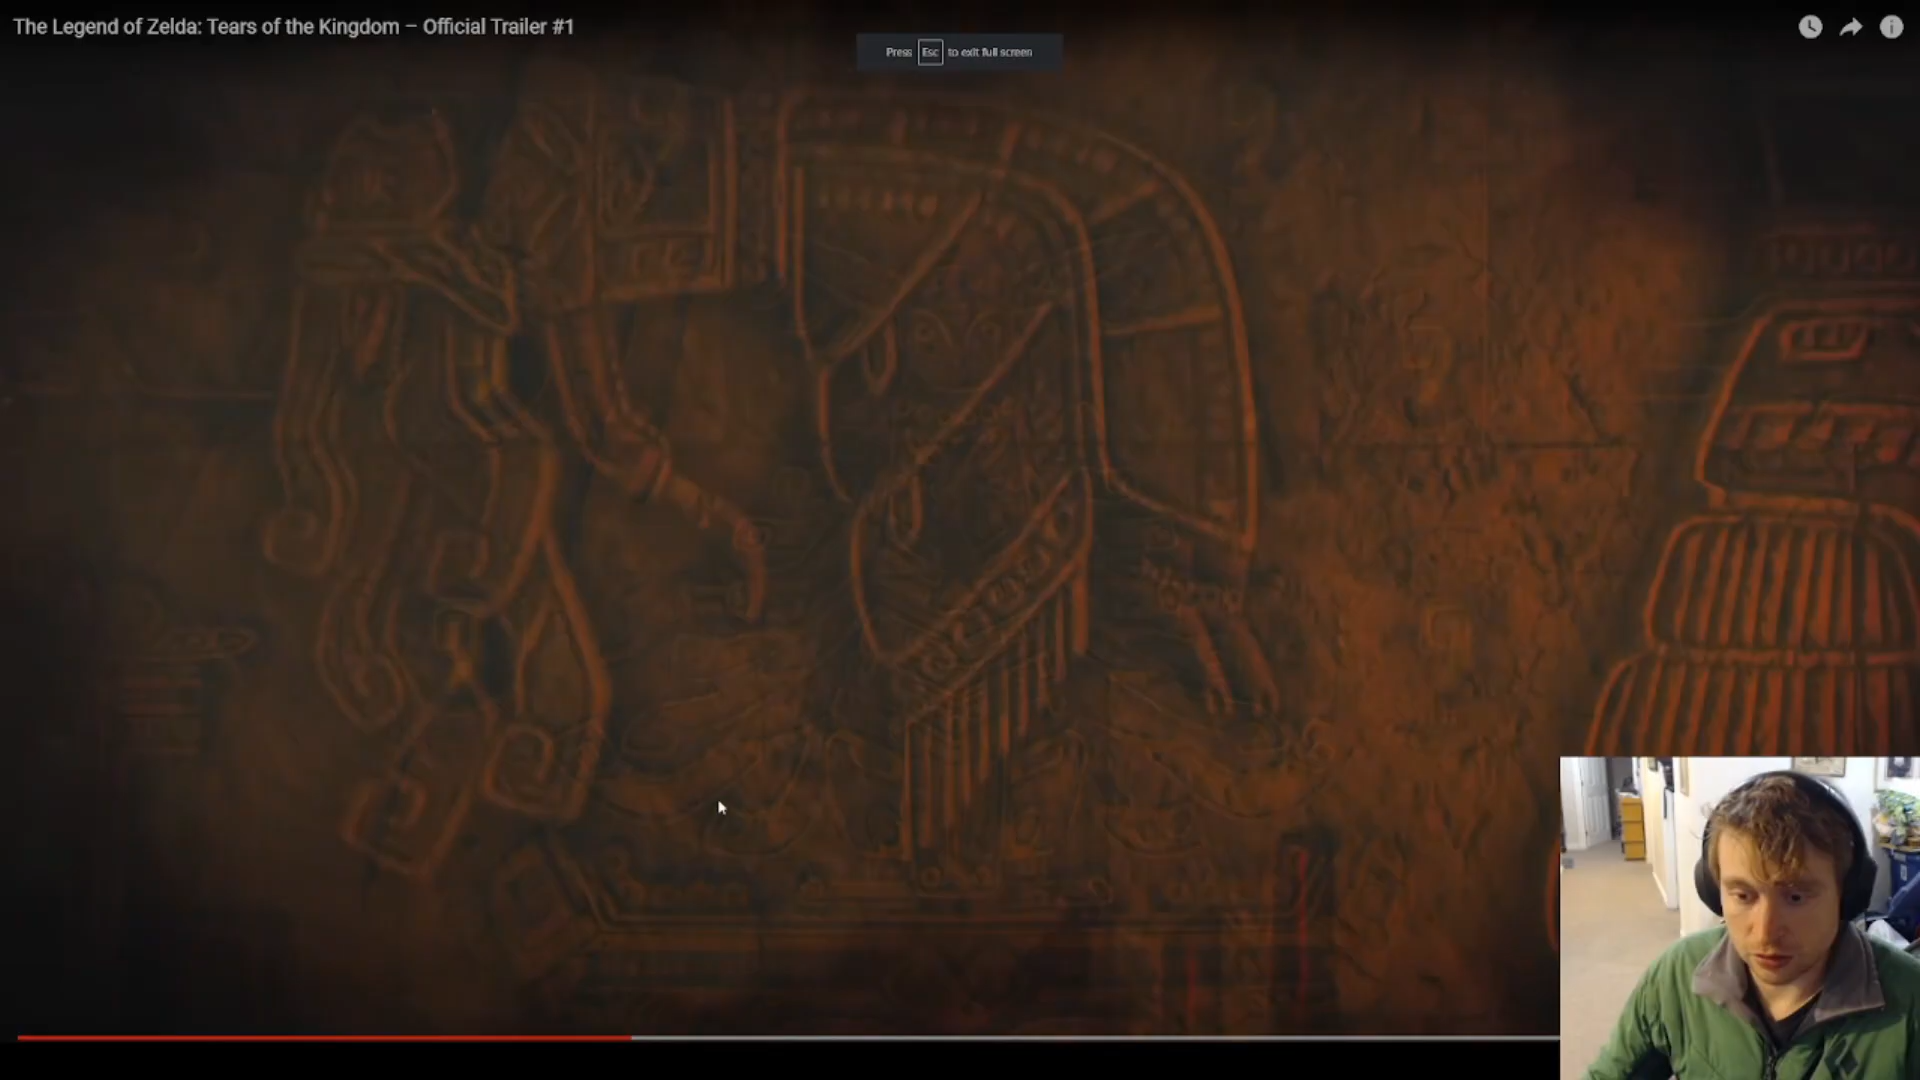 The Legend of Zelda: Tears of the Kingdom – Official Trailer #1
Press Esc to exit full screen